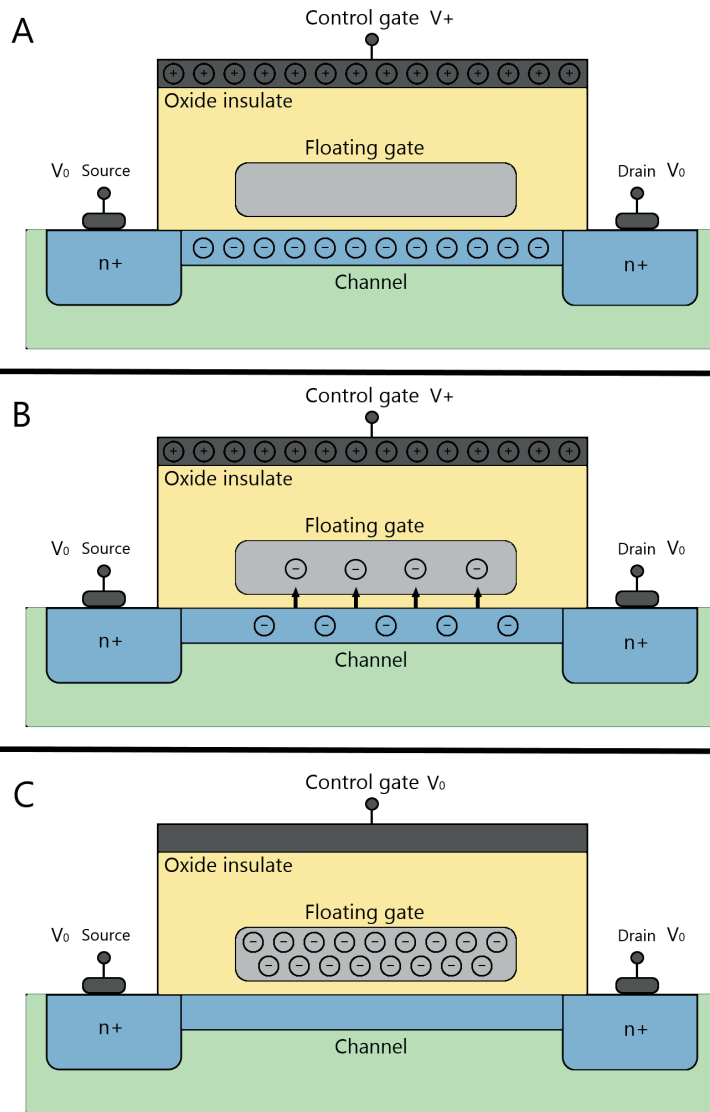 A
Control gate V+
+ + + + + + + + + + + + +
Oxide insulate
Floating gate
V₀ Source
Drain V₀
n+
− − − − − − − − − − − −
n+
Channel
B
Control gate V+
+ + + + + + + + + + + + + +
Oxide insulate
Floating gate
V₀ Source
− − − −
Drain V₀
n+
− − − − −
n+
Channel
C
Control gate V₀
Oxide insulate
Floating gate
V₀ Source
− − − − − − − − −
− − − − − − − −
Drain V₀
n+
n+
Channel